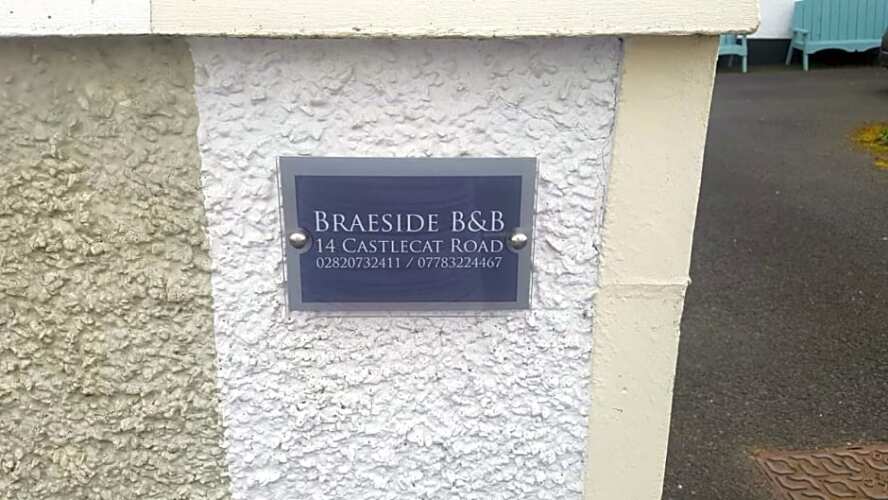 BRAESIDE B&B
14 CASTLECAT ROAD
02820732411 / 07783224467